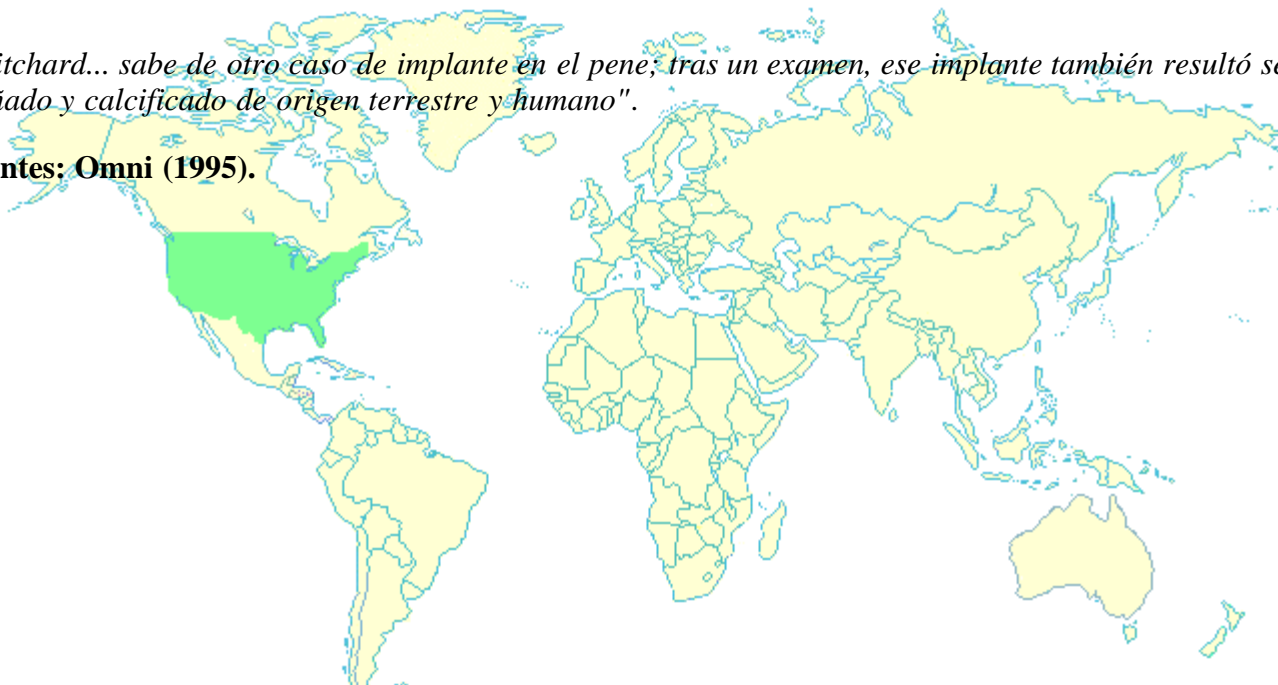 itchard... sabe de otro caso de implante en el pene; tras un examen, ese implante también resultó se
ñado y calcificado de origen terrestre y humano".
ntes: Omni (1995).